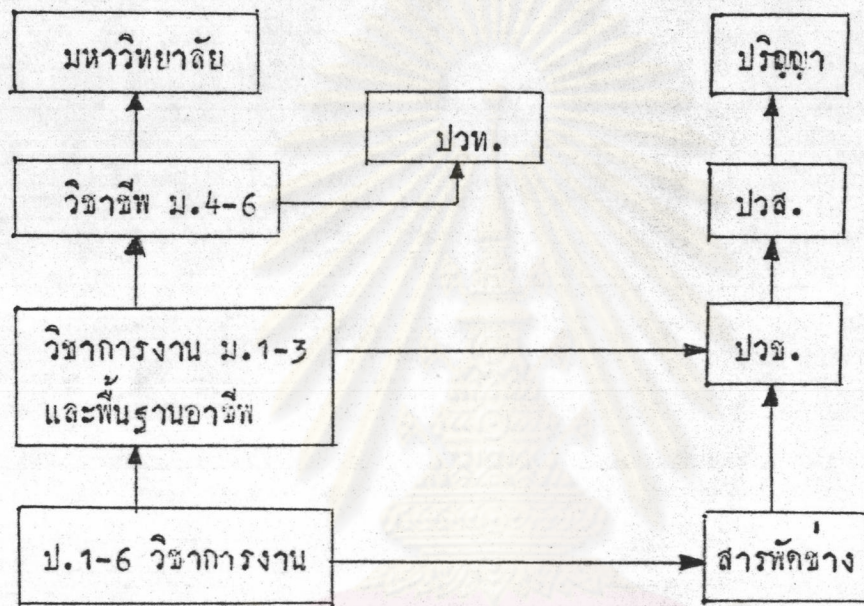 มหาวิทยาลัย
ปริญญา
ปวท.
วิชาชีพ ม.4-6
ปวส.
วิชาการงาน ม.1-3
และพื้นฐานอาชีพ
ปวช.
ป.1-6 วิชาการงาน
สารพัดช่าง